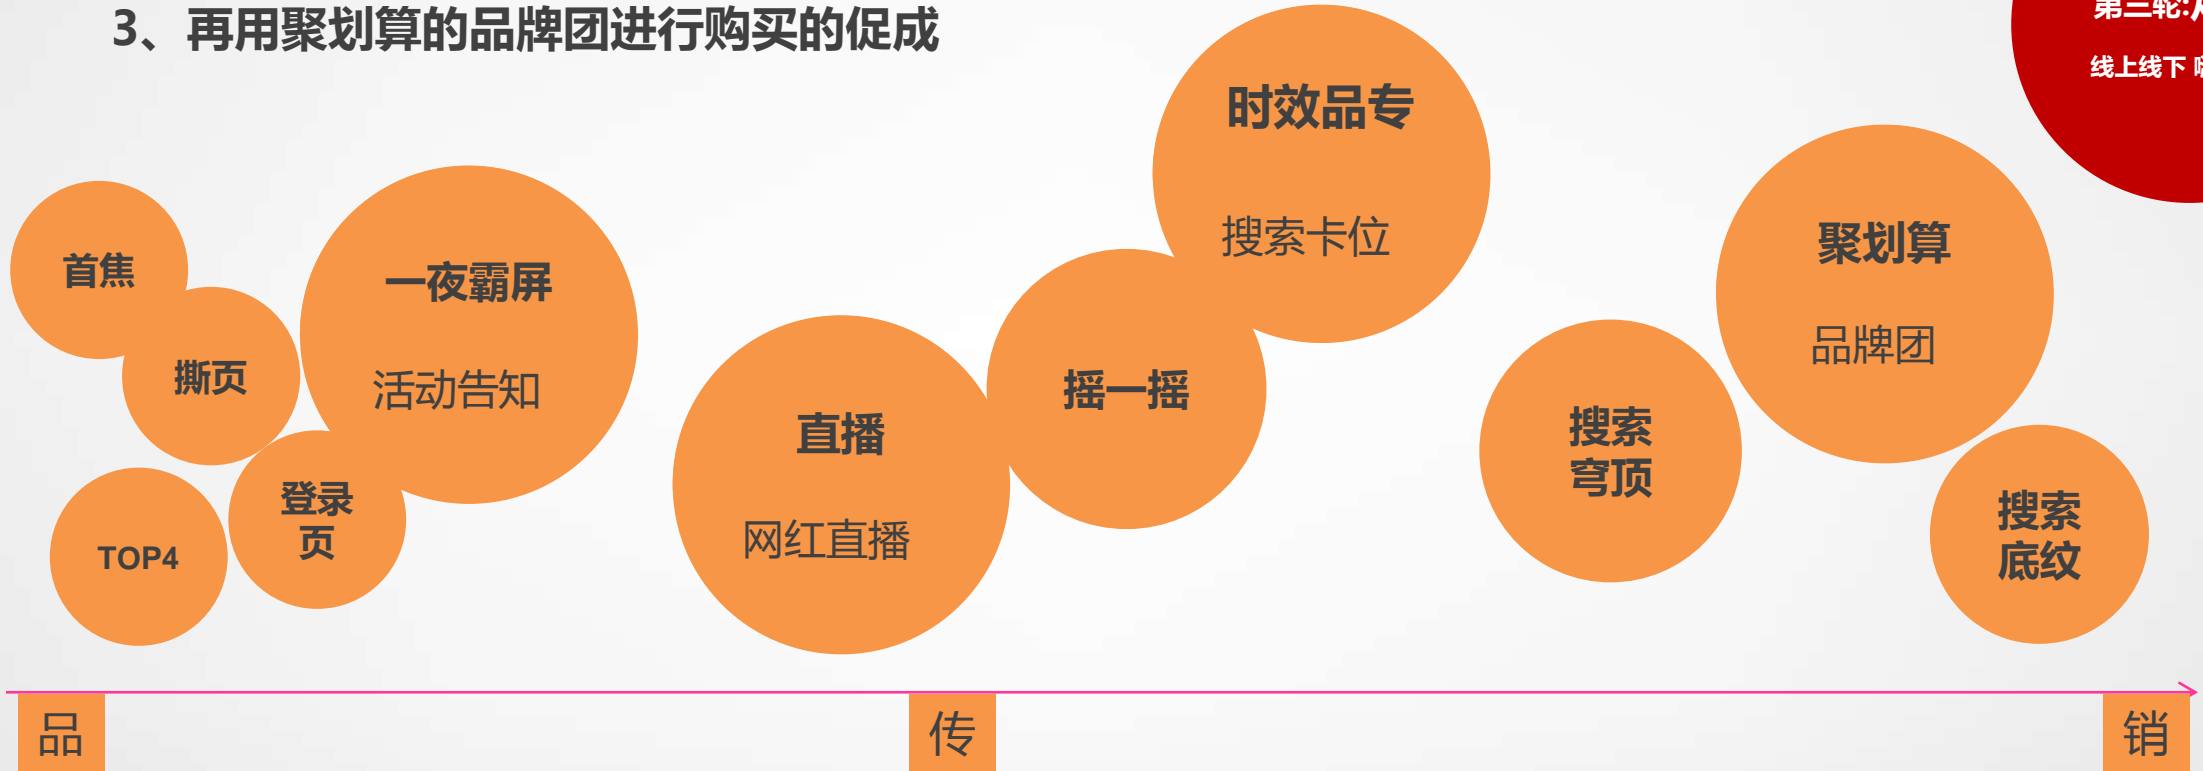 3、再用聚划算的品牌团进行购买的促成
第三轮:
线上线下
时效品专
搜索卡位
首焦
一夜霸屏
活动告知
撕页
聚划算
品牌团
直播
网红直播
摇一摇
搜索
穹顶
登录
页
TOP4
搜索
底纹
品
传
销